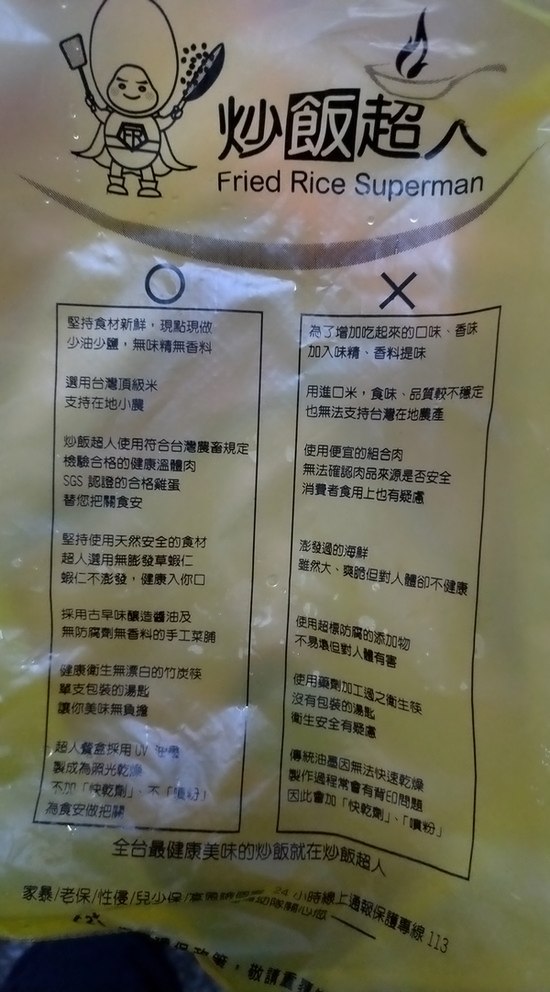 炒飯超人
Fried Rice Superman
堅持食材新鮮，現點現做
少油少鹽，無味精無香料
選用台灣頂級米
支持在地小農
炒飯超人使用符合台灣農畜規定
檢驗合格的健康溫體肉
SGS 認證的合格雞蛋
替您把關食安
堅持使用天然安全的食材
超人選用無膨發草蝦仁
蝦仁不澎發，健康入你口
採用古早味釀造醬油及
無防腐劑無香料的手工菜脯
健康衛生無漂白的竹炭筷
單支包裝的湯匙
讓你美味無負擔
超人餐盒採用 UV 油墨
製成為照光乾燥
不加「快乾劑」、不「噴粉」
為食安做把關
為了增加吃起來的口味、香味
加入味精、香料提味
用進口米，食味、品質較不穩定
也無法支持台灣在地農產
使用便宜的組合肉
無法確認肉品來源是否安全
消費者食用上也有疑慮
澎發過的海鮮
雖然大、爽脆但對人體卻不健康
使用超標防腐的添加物
不易壞但對人體有害
使用藥劑加工過之衛生筷
沒有包裝的湯匙
衛生安全有疑慮
傳統油墨因無法快速乾燥
製作過程常會有背印問題
因此會加「快乾劑」、「噴粉」
全台最健康美味的炒飯就在炒飯超人
家暴/老保/性侵/兒少保/ 24 小時線上通報保護專線 113
關心您
保政策，敬請重複